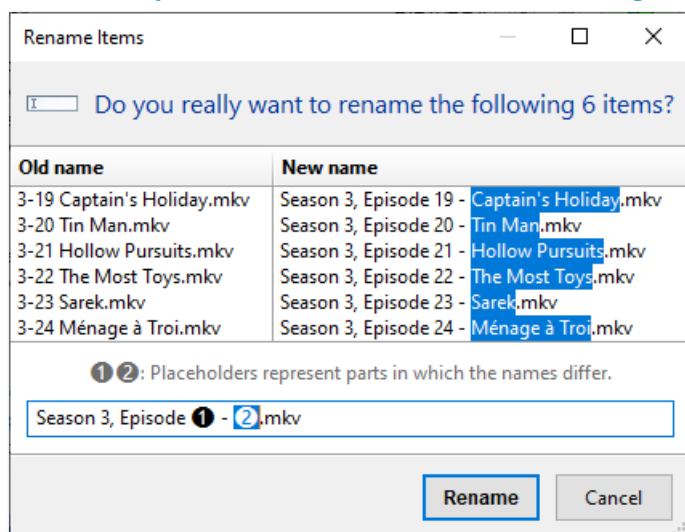 Rename Items
Do you really want to rename the following 6 items?
Old name New name
3-19 Captain's Holiday.mkv Season 3, Episode 19 - Captain's Holiday.mkv
3-20 Tin Man.mkv Season 3, Episode 20 - Tin Man.mkv
3-21 Hollow Pursuits.mkv Season 3, Episode 21 - Hollow Pursuits.mkv
3-22 The Most Toys.mkv Season 3, Episode 22 - The Most Toys.mkv
3-23 Sarek.mkv Season 3, Episode 23 - Sarek.mkv
3-24 Ménage à Troi.mkv Season 3, Episode 24 - Ménage à Troi.mkv
❶❷: Placeholders represent parts in which the names differ.
Season 3, Episode ❶ - ②.mkv
Rename Cancel